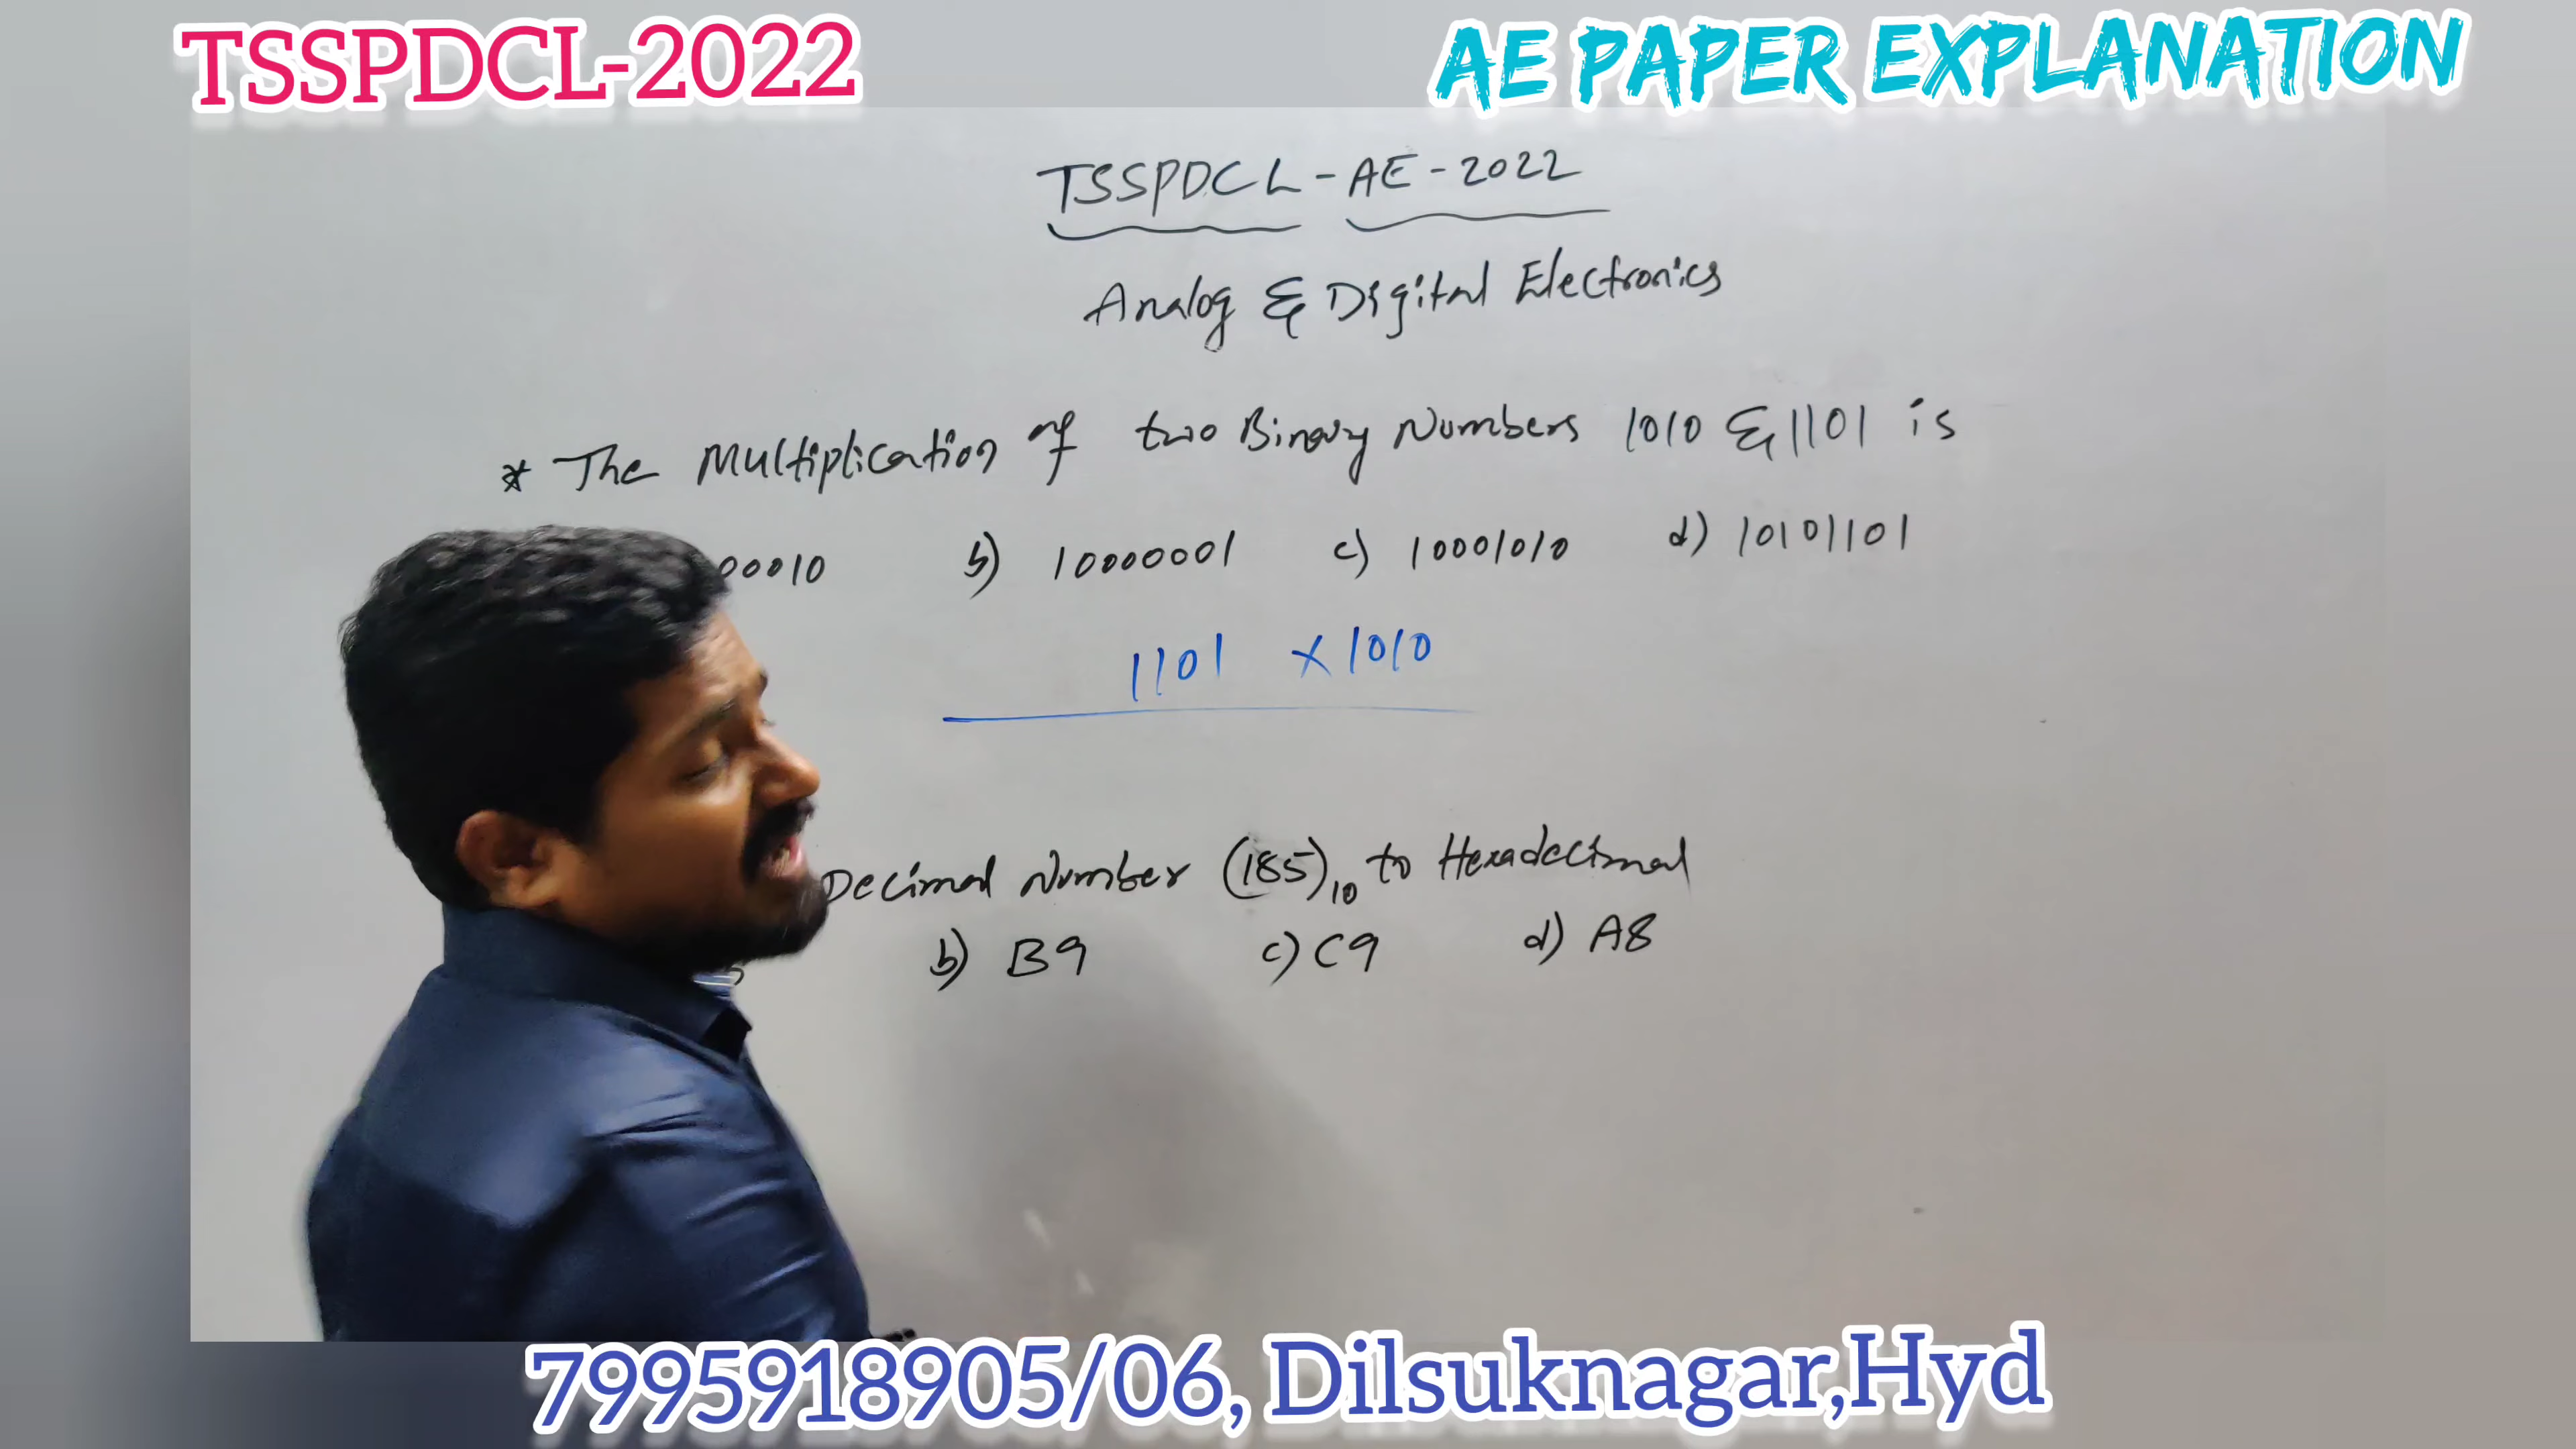 TSSPDCL-2022 AE PAPER EXPLANATION
TSSPDCL - AE - 2022
Analog & Digital Electronics
* The Multiplication of two Binary Numbers 1010 & 1101 is
00010 b) 10000001 c) 10001010 d) 10101101
1101 × 1010
Decimal Number (185)10 to Hexadecimal
b) B9 c) C9 d) A8
7995918905/06, Dilsuknagar,Hyd